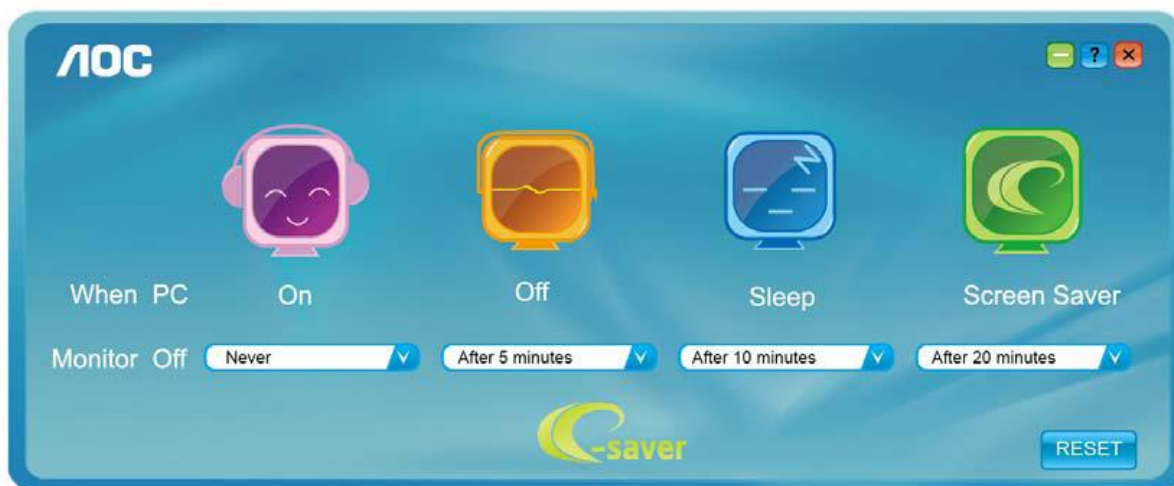 AOC
?
When PC On Off Sleep Screen Saver
Monitor Off Never After 5 minutes After 10 minutes After 20 minutes
e-saver
RESET